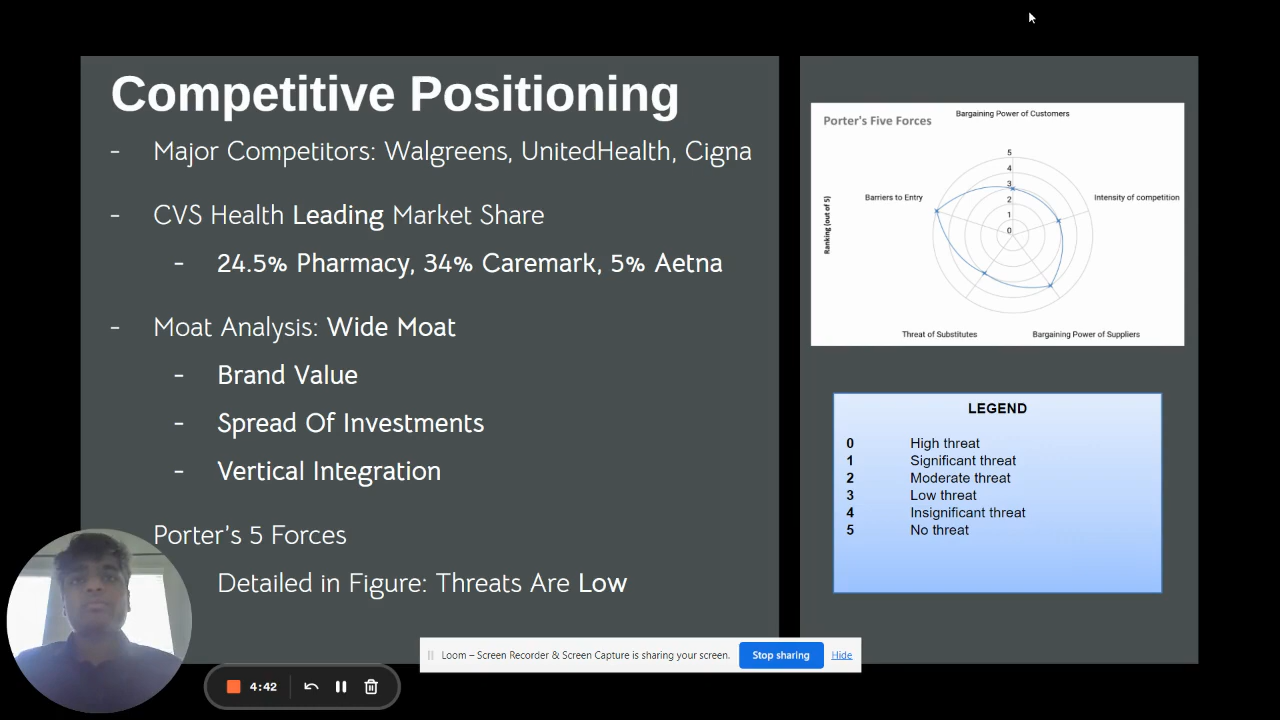 Competitive Positioning
- Major Competitors: Walgreens, UnitedHealth, Cigna
- CVS Health Leading Market Share
- 24.5% Pharmacy, 34% Caremark, 5% Aetna
- Moat Analysis: Wide Moat
- Brand Value
- Spread Of Investments
- Vertical Integration
Porter's 5 Forces
Detailed in Figure: Threats Are Low
Porter's Five Forces
Bargaining Power of Customers
5
4
3
2
1
0
Barriers to Entry
Intensity of competition
Ranking (out of 5)
Threat of Substitutes
Bargaining Power of Suppliers
LEGEND
0 High threat
1 Significant threat
2 Moderate threat
3 Low threat
4 Insignificant threat
5 No threat
Loom – Screen Recorder & Screen Capture is sharing your screen. Stop sharing Hide
4:42